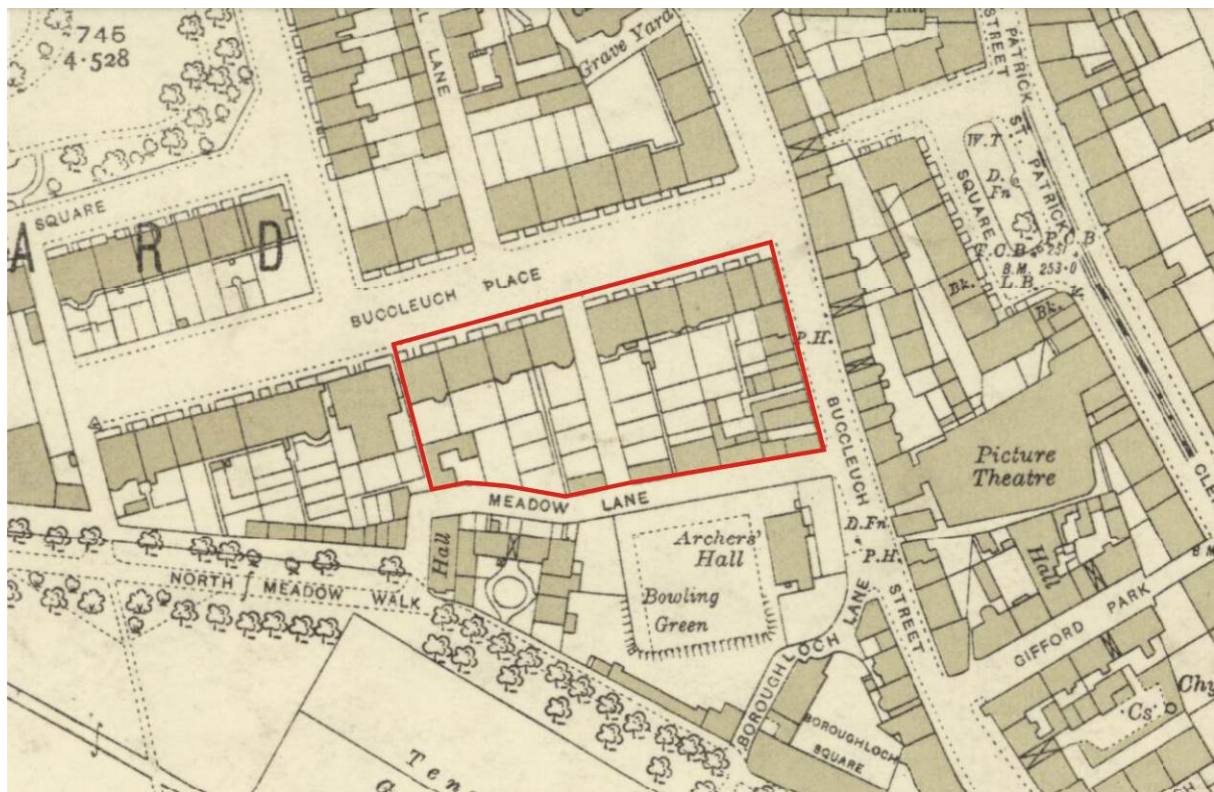 745
4·528
LANE
Grave Yard
PATRICK
STREET
ST. PATRICK
SQUARE
W.T
D.
Fn
P.C.B
T.C.B
B.M. 253·0
L.B.
Bk.
Bk.
SQUARE
A R D
BUCCLEUCH PLACE
P.H.
BUCCLEUCH
STREET
Picture
Theatre
MEADOW LANE
Archers'
Hall
Bowling
Green
D.Fn.
P.H.
Hall
Hall
NORTH MEADOW WALK
BOROUGHLOCH LANE
GIFFORD PARK
BOROUGHLOCH
SQUARE
Chy
Cs
Ten
CLE